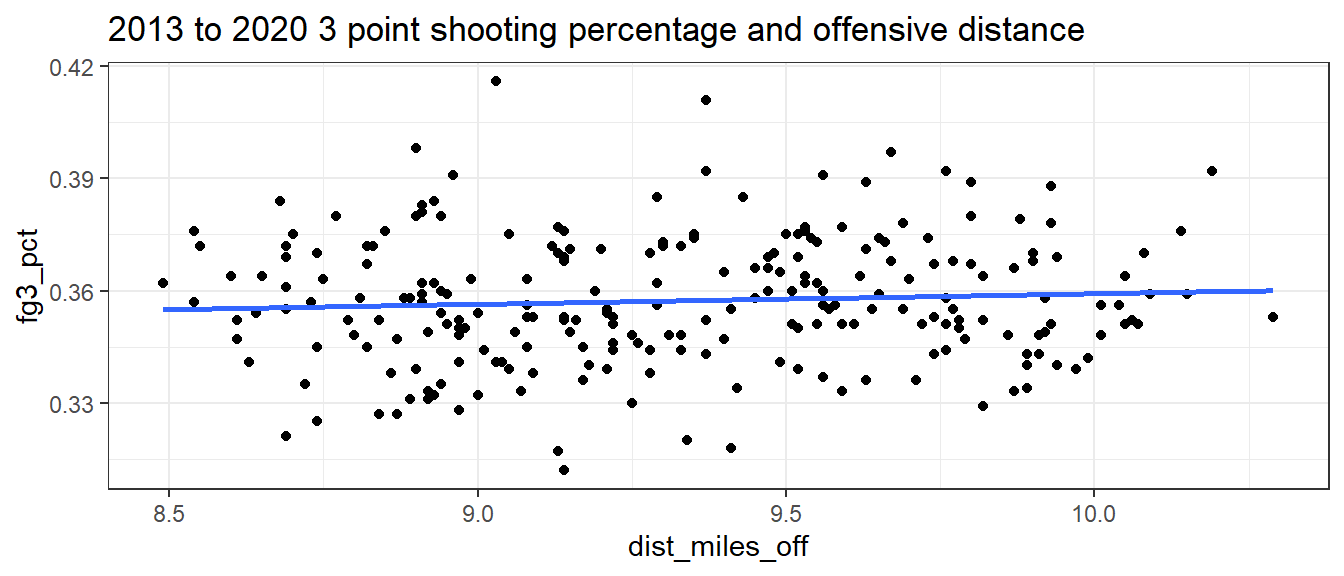 2013 to 2020 3 point shooting percentage and offensive distance
0.42
0.39
0.36
0.33
fg3_pct
8.5 9.0 9.5 10.0
dist_miles_off